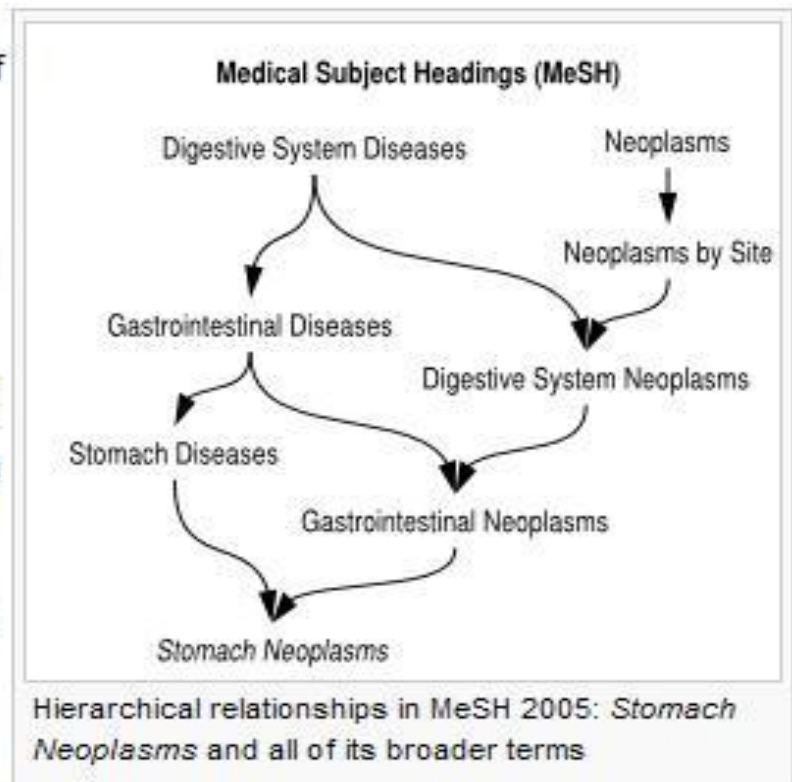 f
Medical Subject Headings (MeSH)
Digestive System Diseases
Neoplasms
Neoplasms by Site
Gastrointestinal Diseases
Digestive System Neoplasms
Stomach Diseases
Gastrointestinal Neoplasms
Stomach Neoplasms
Hierarchical relationships in MeSH 2005: Stomach
Neoplasms and all of its broader terms